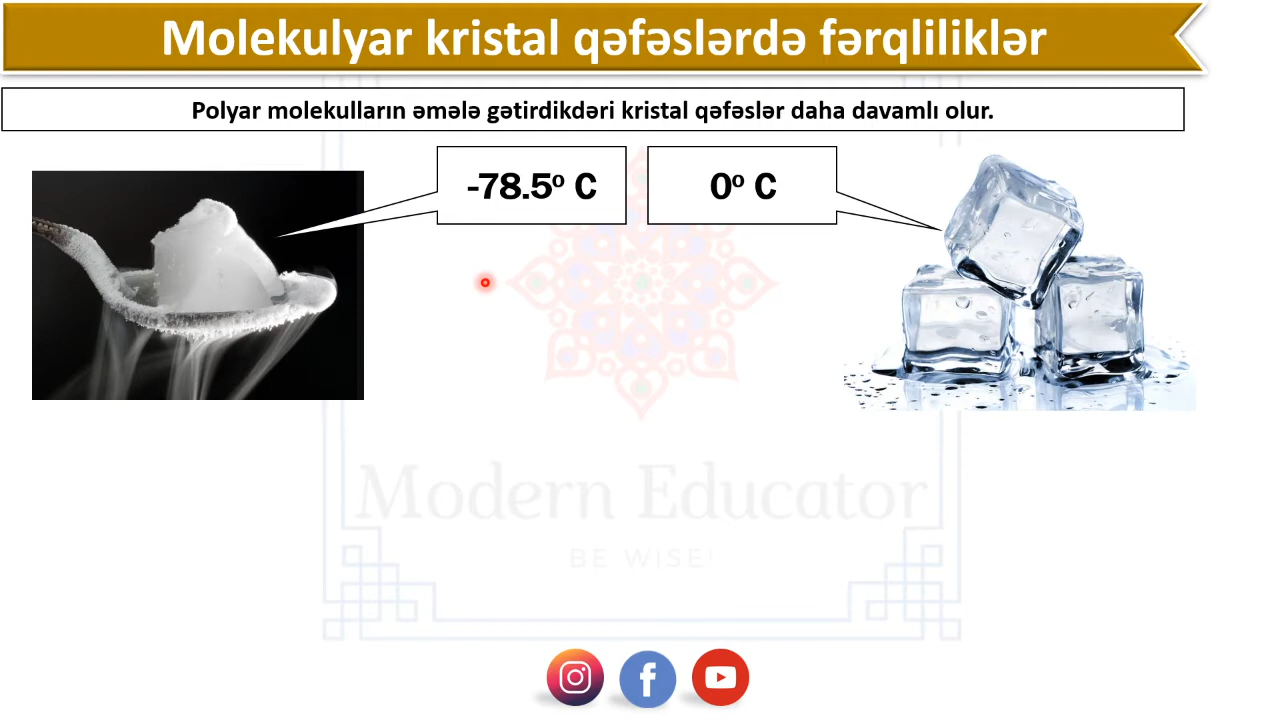 Molekulyar kristal qəfəslərdə fərqliliklər
Polyar molekulların əmələ gətirdikdəri kristal qəfəslər daha davamlı olur.
-78.5º C
0º C
Modern Educator
BE WISE!